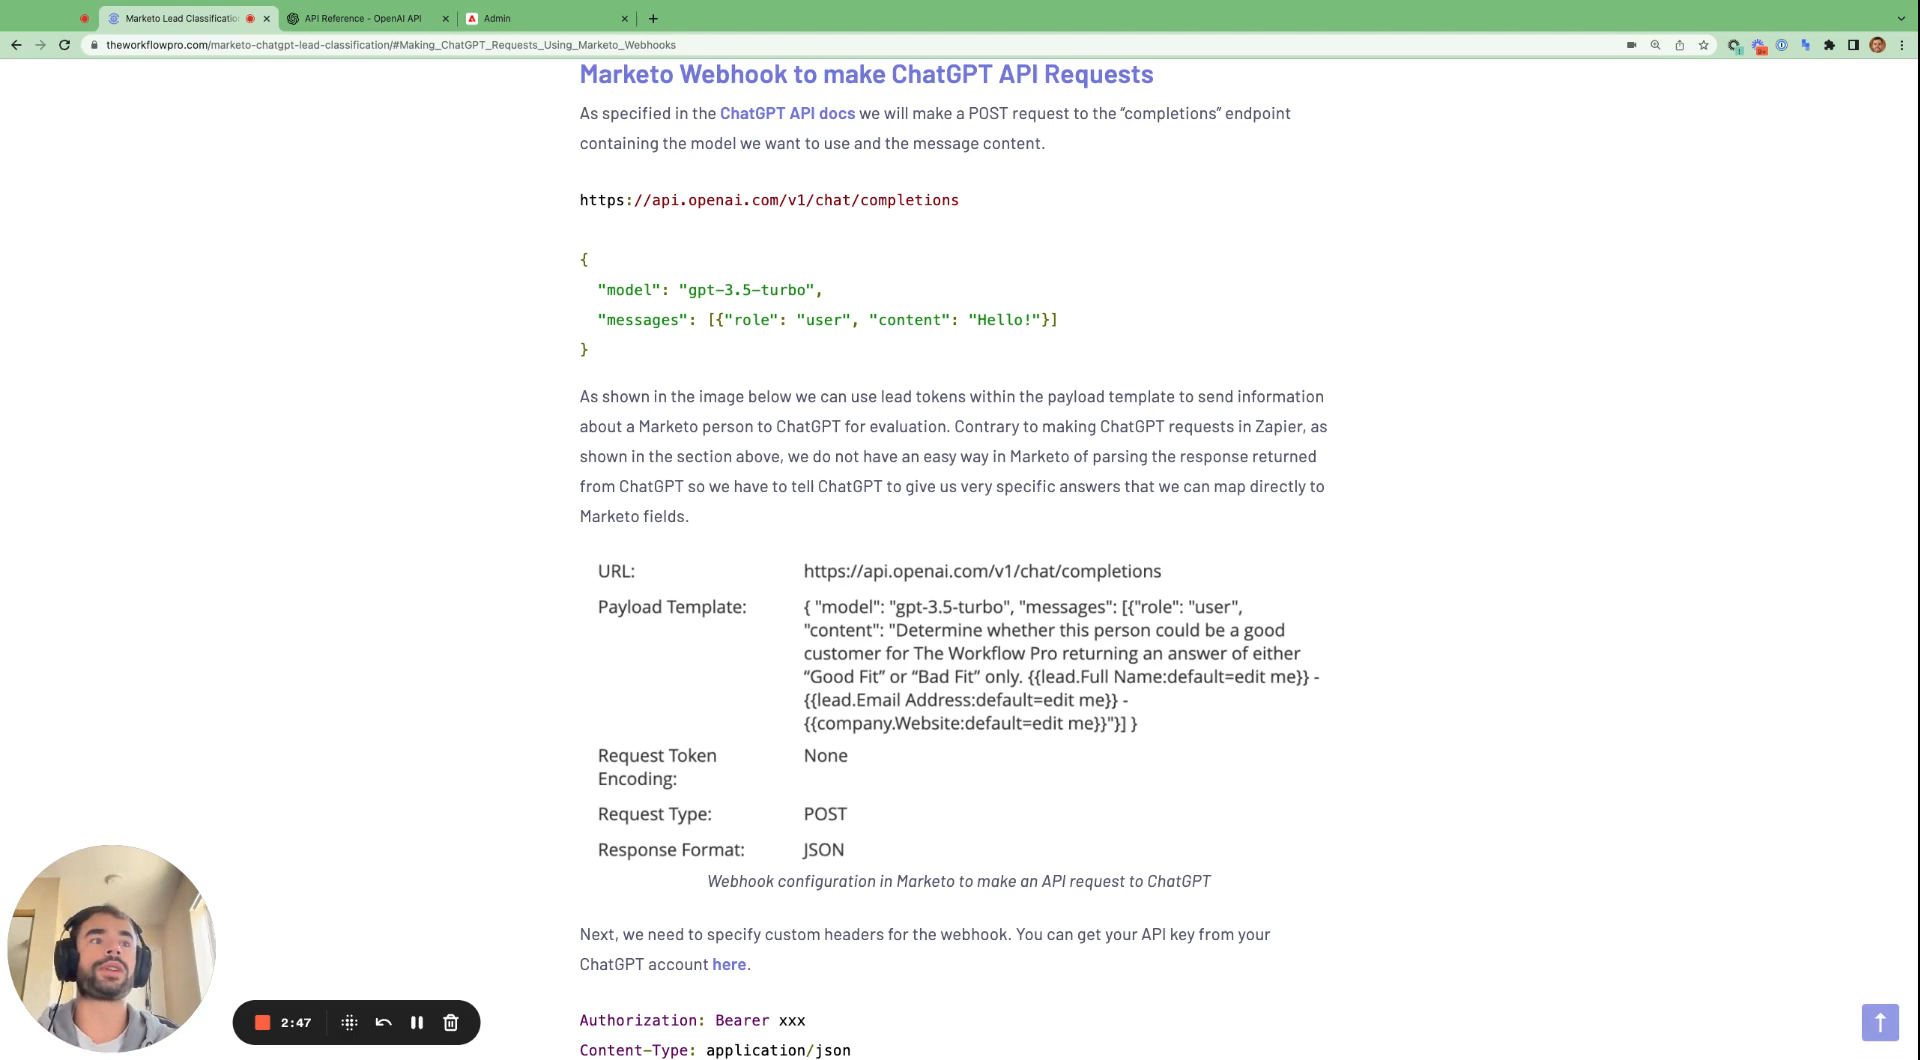 Marketo Lead Classification
API Reference - OpenAI API
Admin
theworkflowpro.com/marketo-chatgpt-lead-classification/#Making_ChatGPT_Requests_Using_Marketo_Webhooks
Marketo Webhook to make ChatGPT API Requests
As specified in the ChatGPT API docs we will make a POST request to the “completions” endpoint
containing the model we want to use and the message content.
https://api.openai.com/v1/chat/completions
{
"model": "gpt-3.5-turbo",
"messages": [{"role": "user", "content": "Hello!"}]
}
As shown in the image below we can use lead tokens within the payload template to send information
about a Marketo person to ChatGPT for evaluation. Contrary to making ChatGPT requests in Zapier, as
shown in the section above, we do not have an easy way in Marketo of parsing the response returned
from ChatGPT so we have to tell ChatGPT to give us very specific answers that we can map directly to
Marketo fields.
URL: https://api.openai.com/v1/chat/completions
Payload Template: { "model": "gpt-3.5-turbo", "messages": [{"role": "user",
"content": "Determine whether this person could be a good
customer for The Workflow Pro returning an answer of either
“Good Fit” or “Bad Fit” only. {{lead.Full Name:default=edit me}} -
{{lead.Email Address:default=edit me}} -
{{company.Website:default=edit me}}"}] }
Request Token None
Encoding:
Request Type: POST
Response Format: JSON
Webhook configuration in Marketo to make an API request to ChatGPT
Next, we need to specify custom headers for the webhook. You can get your API key from your
ChatGPT account here.
2:47
Authorization: Bearer xxx
Content-Type: application/json